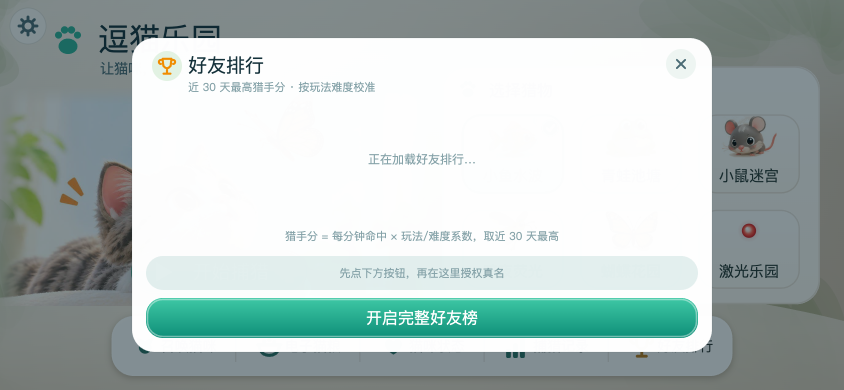 逗猫乐园
让猫
好友排行
近 30 天最高猎手分 · 按玩法难度校准
正在加载好友排行...
小鼠迷宫
猎手分 = 每分钟命中 × 玩法/难度系数，取近 30 天最高
激光乐园
先点下方按钮，再在这里授权真名
开启完整好友榜
行